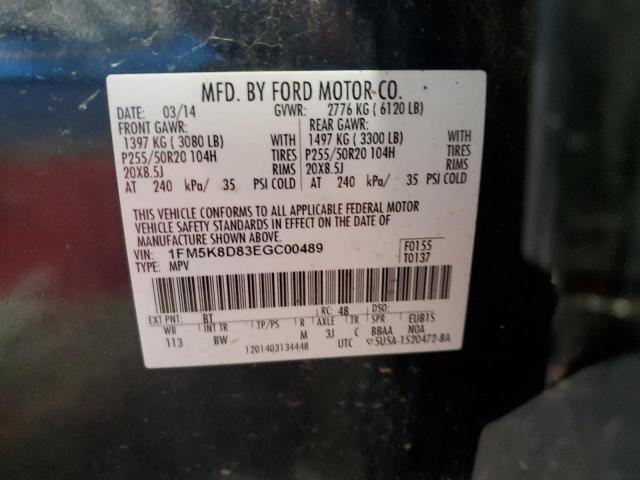 MFD. BY FORD MOTOR CO.
DATE: 03/14 GVWR: 2776 KG ( 6120 LB)
FRONT GAWR: REAR GAWR:
1397 KG ( 3080 LB) WITH 1497 KG ( 3300 LB) WITH
P255/50R20 104H TIRES P255/50R20 104H TIRES
20X8.5J RIMS 20X8.5J RIMS
AT 240 kPa/ 35 PSI COLD AT 240 kPa/ 35 PSI COLD
THIS VEHICLE CONFORMS TO ALL APPLICABLE FEDERAL MOTOR
VEHICLE SAFETY STANDARDS IN EFFECT ON THE DATE OF
MANUFACTURE SHOWN ABOVE.
VIN: 1FM5K8D83EGC00489 F0155
TYPE: MPV T0137
EXT PNT: BT RC: 48 DSO:
WB INT TR TP/PS R AXLE TR SPR EUB1S
113 BW M 3J C BBAA NOA
1201403134448 UTC ▽5U5A-1520472-BA